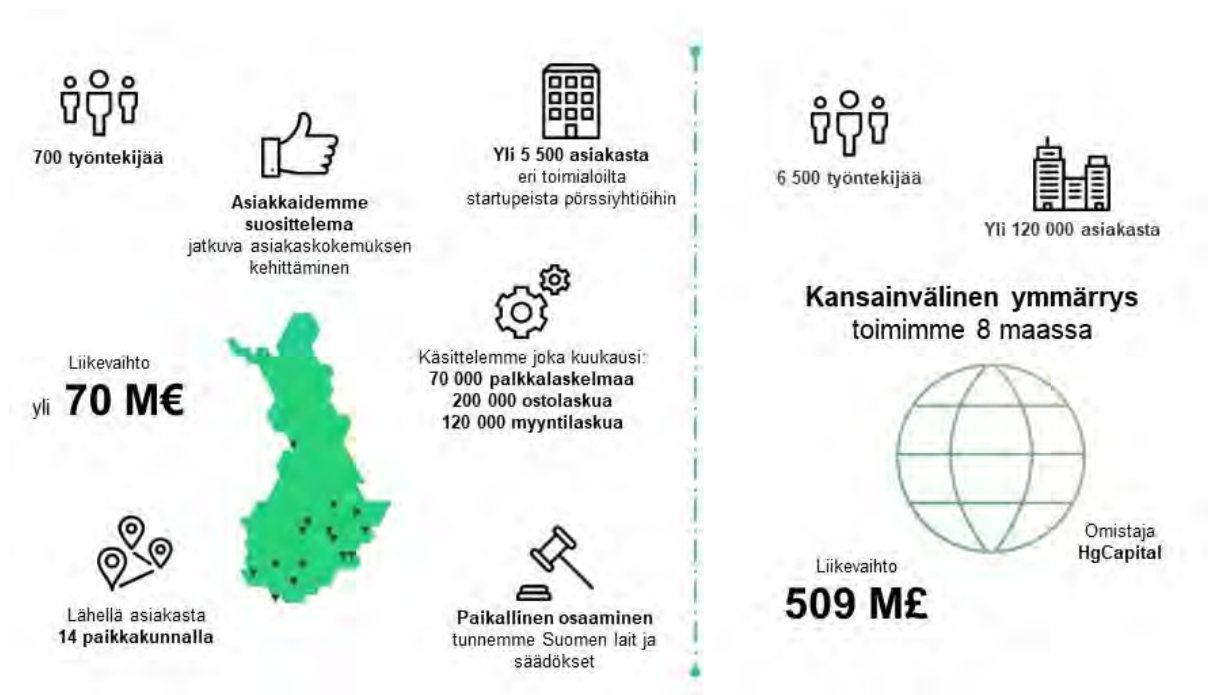 700 työntekijää
Asiakkaidemme
suosittelema
jatkuva asiakaskokemuksen
kehittäminen
Yli 5 500 asiakasta
eri toimialoilta
startupeista pörssiyhtiöihin
Liikevaihto
yli 70 M€
Käsittelemme joka kuukausi:
70 000 palkkalaskelmaa
200 000 ostolaskua
120 000 myyntilaskua
Lähellä asiakasta
14 paikkakunnalla
Paikallinen osaaminen
tunnemme Suomen lait ja
säädökset
6 500 työntekijää
Yli 120 000 asiakasta
Kansainvälinen ymmärrys
toimimme 8 maassa
Omistaja
HgCapital
Liikevaihto
509 M£